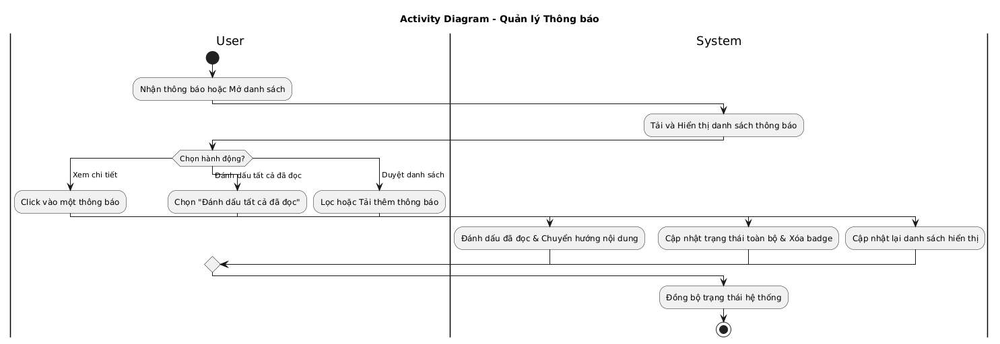 Activity Diagram - Quản lý Thông báo
User
System
Nhận thông báo hoặc Mở danh sách
Tải và Hiển thị danh sách thông báo
Chọn hành động?
Xem chi tiết
Đánh dấu tất cả đã đọc
Duyệt danh sách
Click vào một thông báo
Chọn "Đánh dấu tất cả đã đọc"
Lọc hoặc Tải thêm thông báo
Đánh dấu đã đọc & Chuyển hướng nội dung
Cập nhật trạng thái toàn bộ & Xóa badge
Cập nhật lại danh sách hiển thị
Đồng bộ trạng thái hệ thống